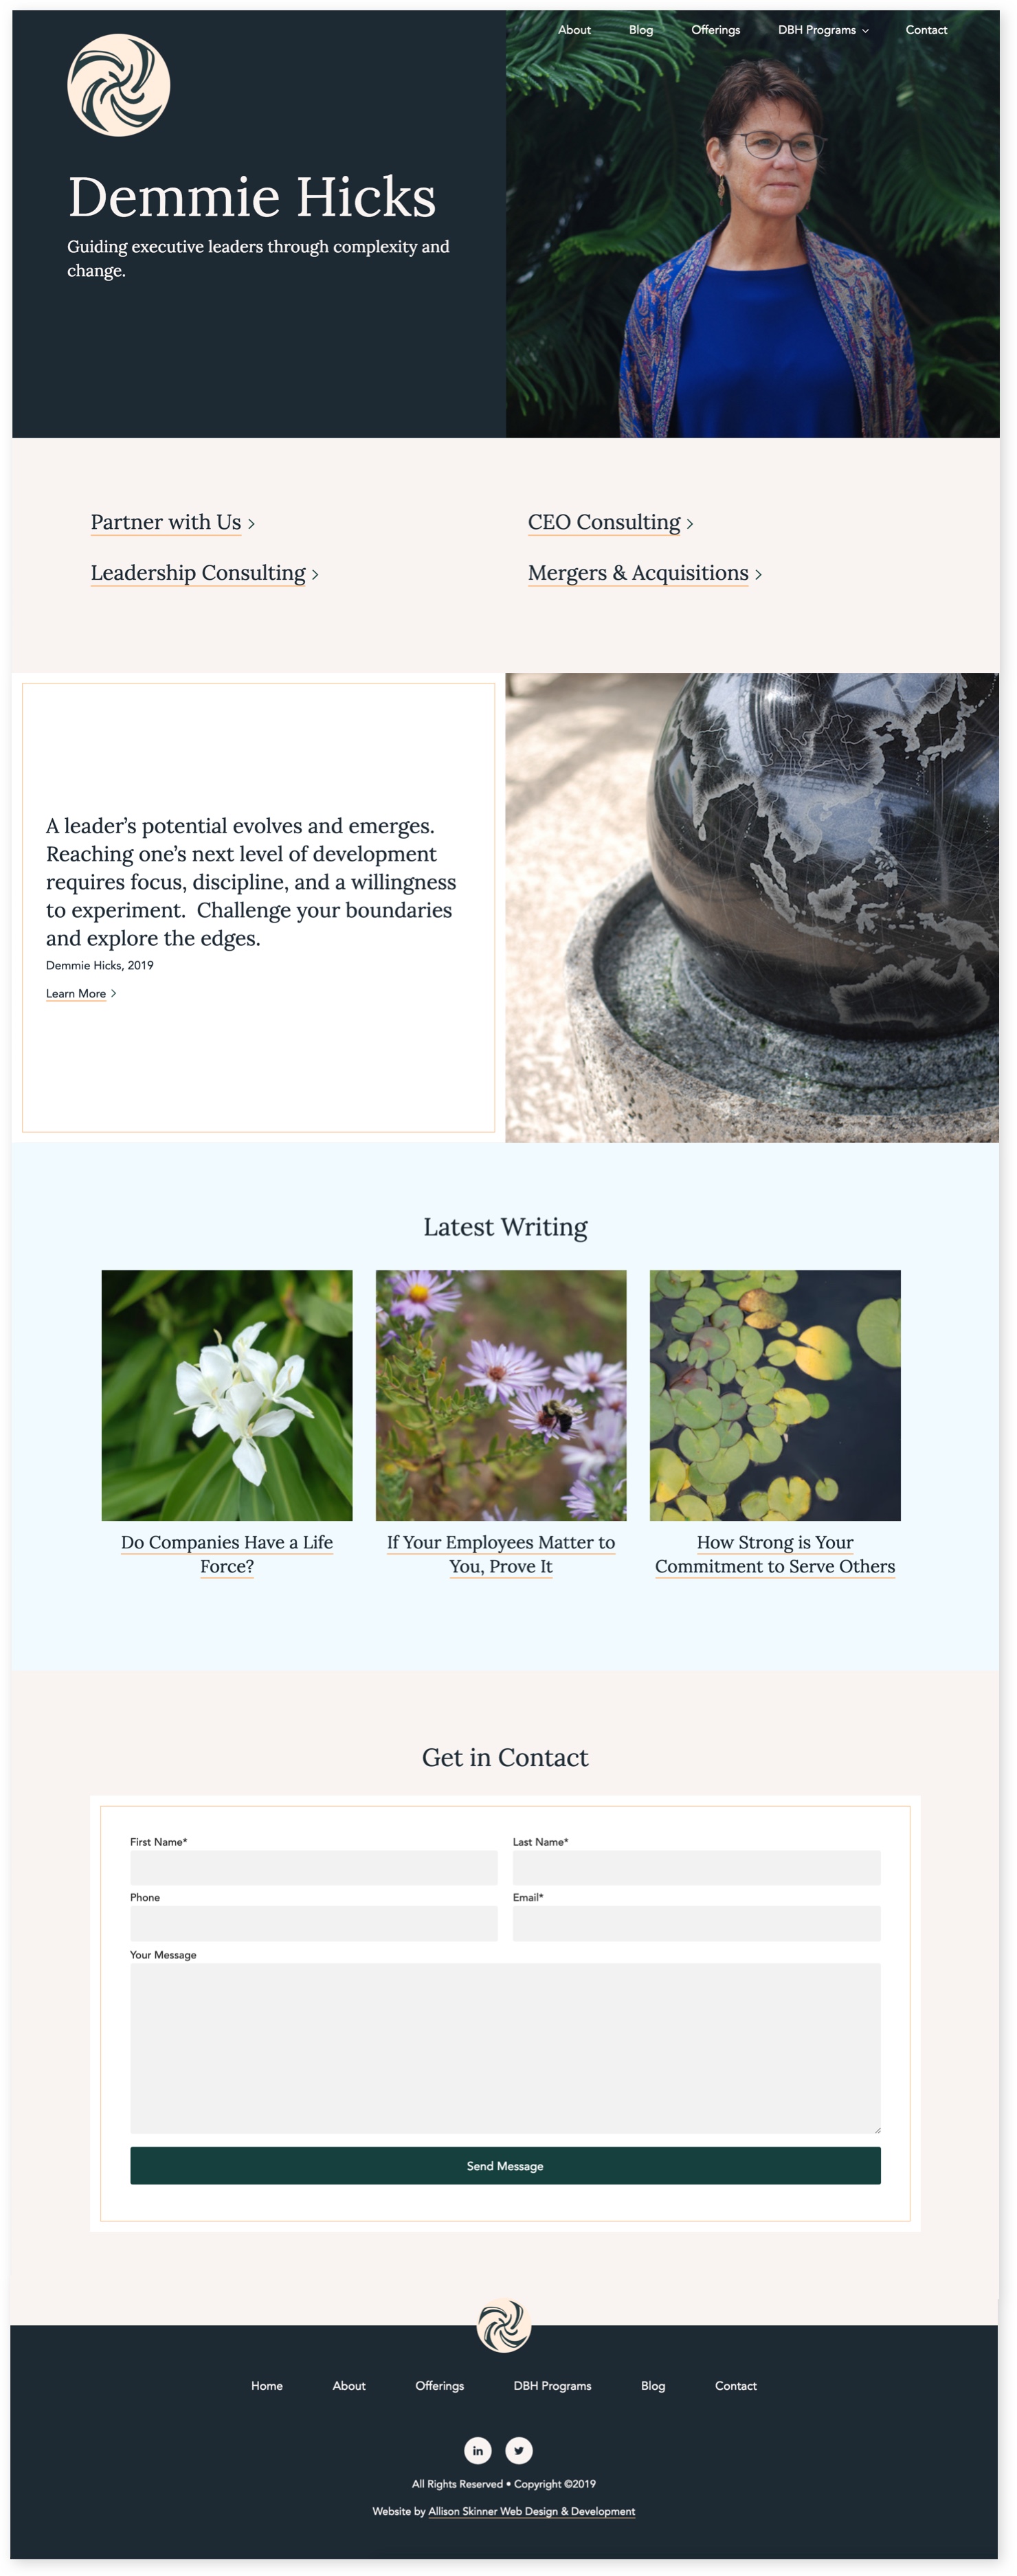 About Blog Offerings DBH Programs Contact
Demmie Hicks
Guiding executive leaders through complexity and
change.
Partner with Us
CEO Consulting
Leadership Consulting
Mergers & Acquisitions
A leader’s potential evolves and emerges.
Reaching one’s next level of development
requires focus, discipline, and a willingness
to experiment.  Challenge your boundaries
and explore the edges.
Demmie Hicks, 2019
Learn More
Latest Writing
Do Companies Have a Life
Force?
If Your Employees Matter to
You, Prove It
How Strong is Your
Commitment to Serve Others
Get in Contact
First Name*
Last Name*
Phone
Email*
Your Message
Send Message
Home About Offerings DBH Programs Blog Contact
in
All Rights Reserved • Copyright ©2019
Website by Allison Skinner Web Design & Development